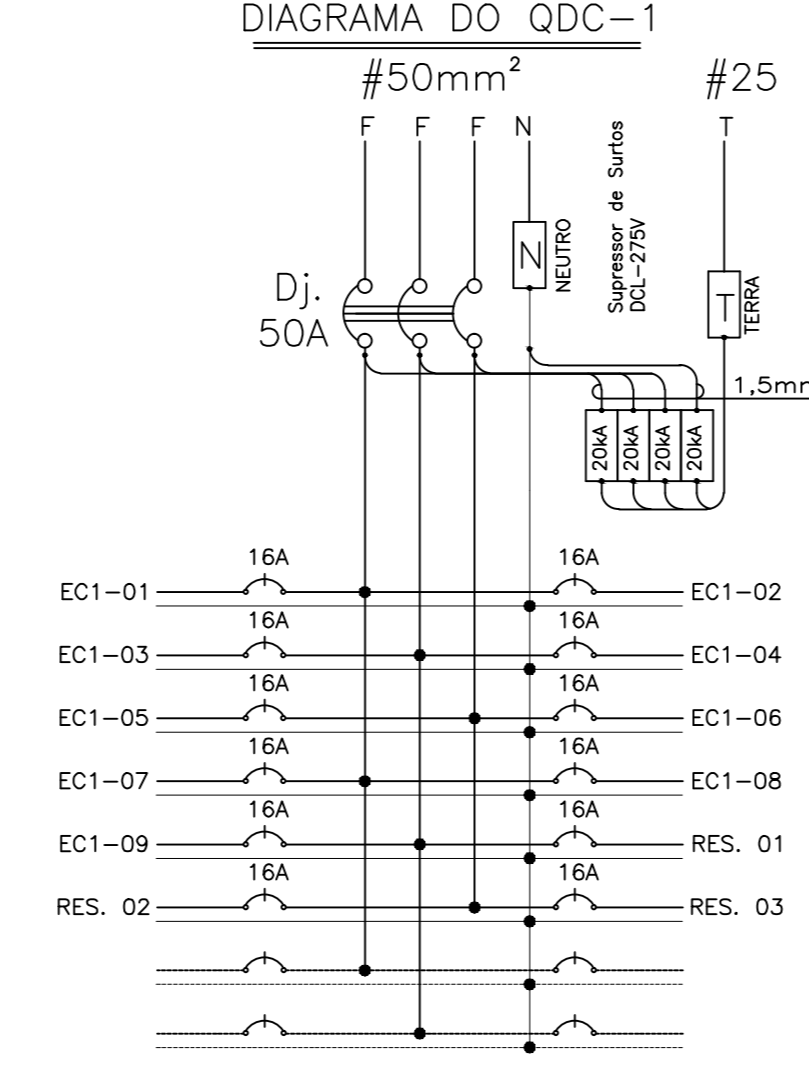 DIAGRAMA DO QDC-1
#50mm² #25
F F F N T
Supressor de Surtos
DCL-275V
N NEUTRO
T TERRA
Dj.
50A
1,5mm
20kA 20kA 20kA 20kA
16A 16A
EC1-01 EC1-02
16A 16A
EC1-03 EC1-04
16A 16A
EC1-05 EC1-06
16A 16A
EC1-07 EC1-08
16A 16A
EC1-09 RES. 01
16A 16A
RES. 02 RES. 03